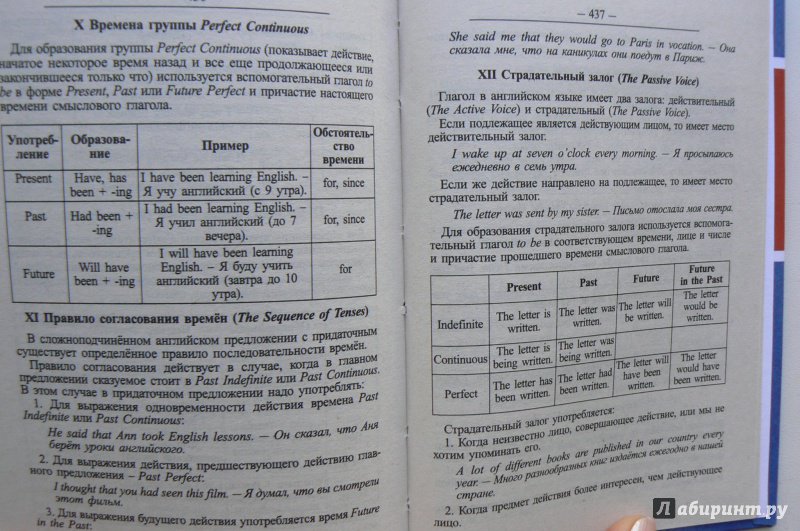 X Времена группы Perfect Continuous
Для образования группы Perfect Continuous (показывает действие,
начатое некоторое время назад и все еще продолжающееся или
закончившееся только что) используется вспомогательный глагол to
be в форме Present, Past или Future Perfect и причастие настоящего
времени смыслового глагола.
Употреб-
ление
Образова-
ние
Пример
Обстоятель-
ство
времени
Present
Have, has
been + -ing
I have been learning English. –
Я учу английский (с 9 утра).
for, since
Past
Had been +
-ing
I had been learning English. –
Я учил английский (до 7
вечера).
for, since
Future
Will have
been + -ing
I will have been learning
English. – Я буду учить
английский (завтра до 10
утра).
for
XI Правило согласования времён (The Sequence of Tenses)
В сложноподчинённом английском предложении с придаточным
существует определённое правило последовательности времён.
Правило согласования действует в случае, когда в главном
предложении сказуемое стоит в Past Indefinite или Past Continuous.
В этом случае в придаточном предложении надо употреблять:
1. Для выражения одновременности действия времена Past
Indefinite или Past Continuous:
He said that Ann took English lessons. — Он сказал, что Аня
берёт уроки английского.
2. Для выражения действия, предшествующего действию глав-
ного предложения – Past Perfect:
I thought that you had seen this film. — Я думал, что вы смотрели
этот фильм.
3. Для выражения будущего действия употребляется время Future
in the Past:
– 437 –
She said me that they would go to Paris in vocation. — Она
сказала мне, что на каникулах они поедут в Париж.
XII Страдательный залог (The Passive Voice)
Глагол в английском языке имеет два залога: действительный
(The Active Voice) и страдательный (The Passive Voice).
Если подлежащее является действующим лицом, то имеет место
действительный залог.
I wake up at seven o'clock every morning. — Я просыпаюсь
ежедневно в семь утра.
Если же действие направлено на подлежащее, то имеет место
страдательный залог.
The letter was sent by my sister. — Письмо отослала моя сестра.
Для образования страдательного залога используется вспомога-
тельный глагол to be в соответствующем времени, лице и числе
и причастие прошедшего времени смыслового глагола.
Present
Past
Future
Future
in the Past
Indefinite
The letter is
written.
The letter was
written.
The letter will
be written.
The letter
would be
written.
Continuous
The letter is
being written.
The letter was
being written.
Perfect
The letter has
been written.
The letter had
been written.
The letter will
have been
written.
The letter
would have
been written.
Страдательный залог употребляется:
1. Когда неизвестно лицо, совершающее действие, или мы не
хотим упоминать его.
A lot of different books are published in our country every
year. — Много разнообразных книг издаётся ежегодно в нашей
стране.
2. Когда предмет действия более интересен, чем действующее
лицо.
Лабиринт.ру